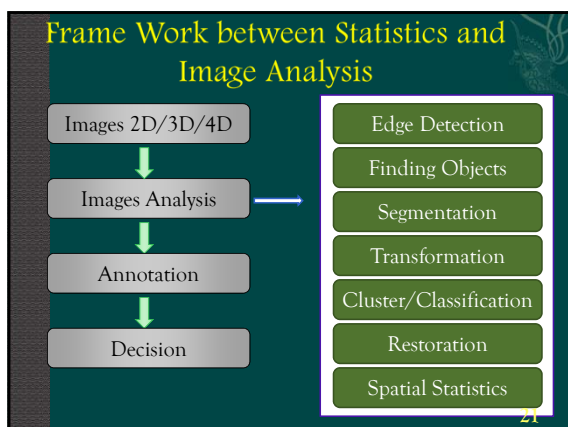 Frame Work between Statistics and
Image Analysis
Images 2D/3D/4D
Images Analysis
Annotation
Decision
Edge Detection
Finding Objects
Segmentation
Transformation
Cluster/Classification
Restoration
Spatial Statistics
21